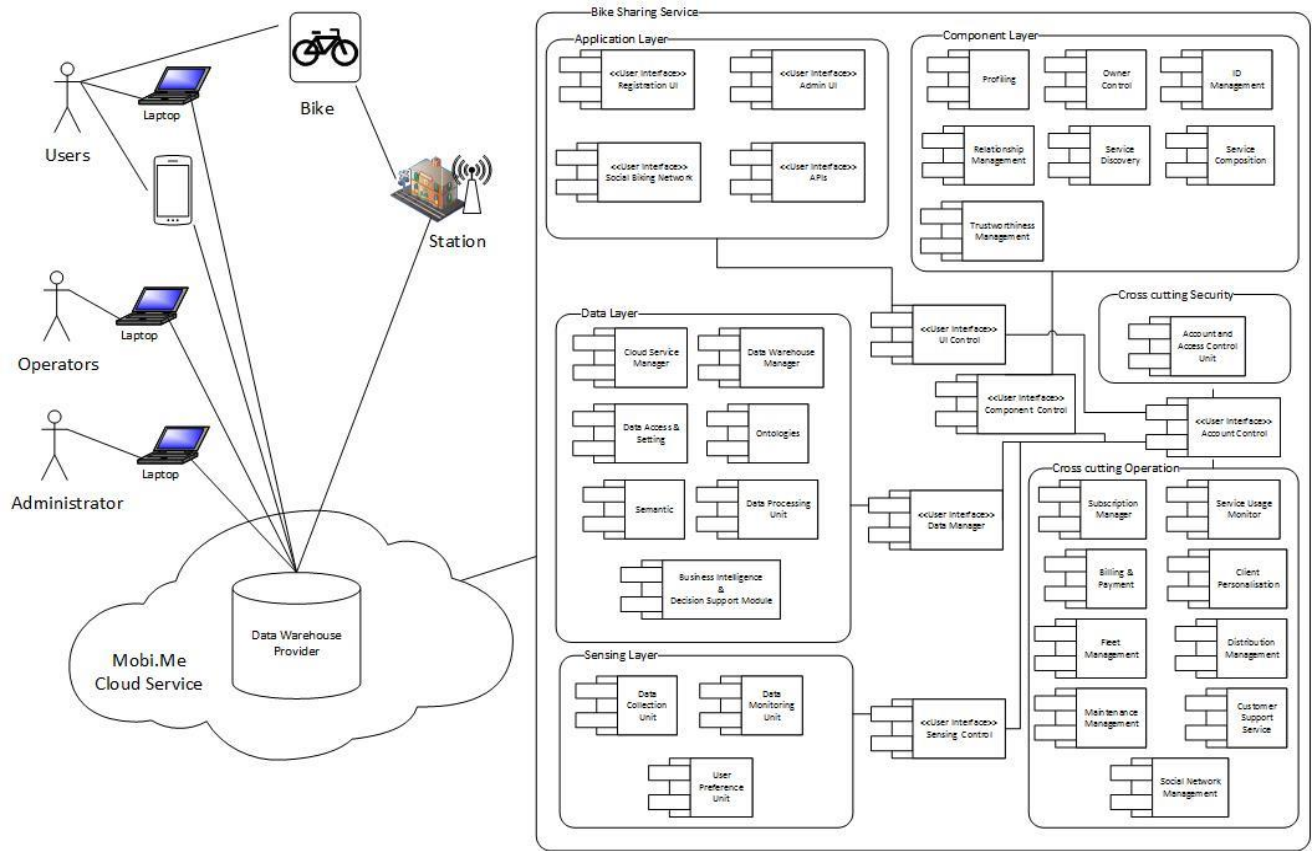 Users
Laptop
Bike
Station
Operators
Laptop
Administrator
Laptop
Mobi.Me
Cloud Service
Data Warehouse
Provider
Bike Sharing Service
Application Layer
<<User Interface>>
Registration UI
<<User Interface>>
Admin UI
<<User Interface>>
Social Biking Network
<<User Interface>>
APIs
Component Layer
Profiling
Owner
Control
ID
Management
Relationship
Management
Service
Discovery
Service
Composition
Trustworthiness
Management
Data Layer
Cloud Service
Manager
Data Warehouse
Manager
Data Access &
Setting
Ontologies
Semantic
Data Processing
Unit
Business Intelligence
&
Decision Support Module
<<User Interface>>
UI Control
<<User Interface>>
Component Control
Cross cutting Security
Account and
Access Control
Unit
<<User Interface>>
Account Control
<<User Interface>>
Data Manager
Sensing Layer
Data
Collection
Unit
Data
Monitoring
Unit
User
Preference
Unit
<<User Interface>>
Sensing Control
Cross cutting Operation
Subscription
Manager
Service Usage
Monitor
Billing &
Payment
Client
Personalisation
Fleet
Management
Distribution
Management
Maintenance
Management
Customer
Support
Service
Social Network
Management